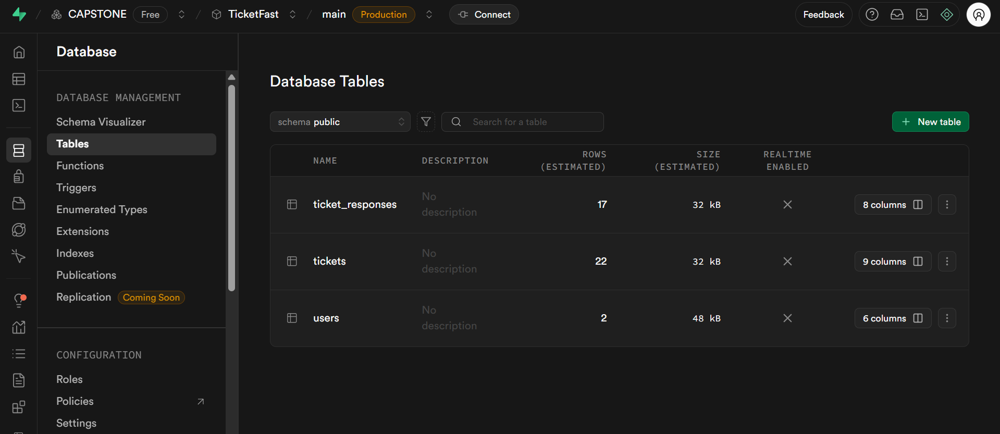 CAPSTONE Free TicketFast main Production Connect Feedback
Database
DATABASE MANAGEMENT
Schema Visualizer
Tables
Functions
Triggers
Enumerated Types
Extensions
Indexes
Publications
Replication Coming Soon
CONFIGURATION
Roles
Policies
Settings
Database Tables
schema public
Search for a table
New table
NAME DESCRIPTION ROWS (ESTIMATED) SIZE (ESTIMATED) REALTIME ENABLED
ticket_responses No description 17 32 kB 8 columns
tickets No description 22 32 kB 9 columns
users No description 2 48 kB 6 columns